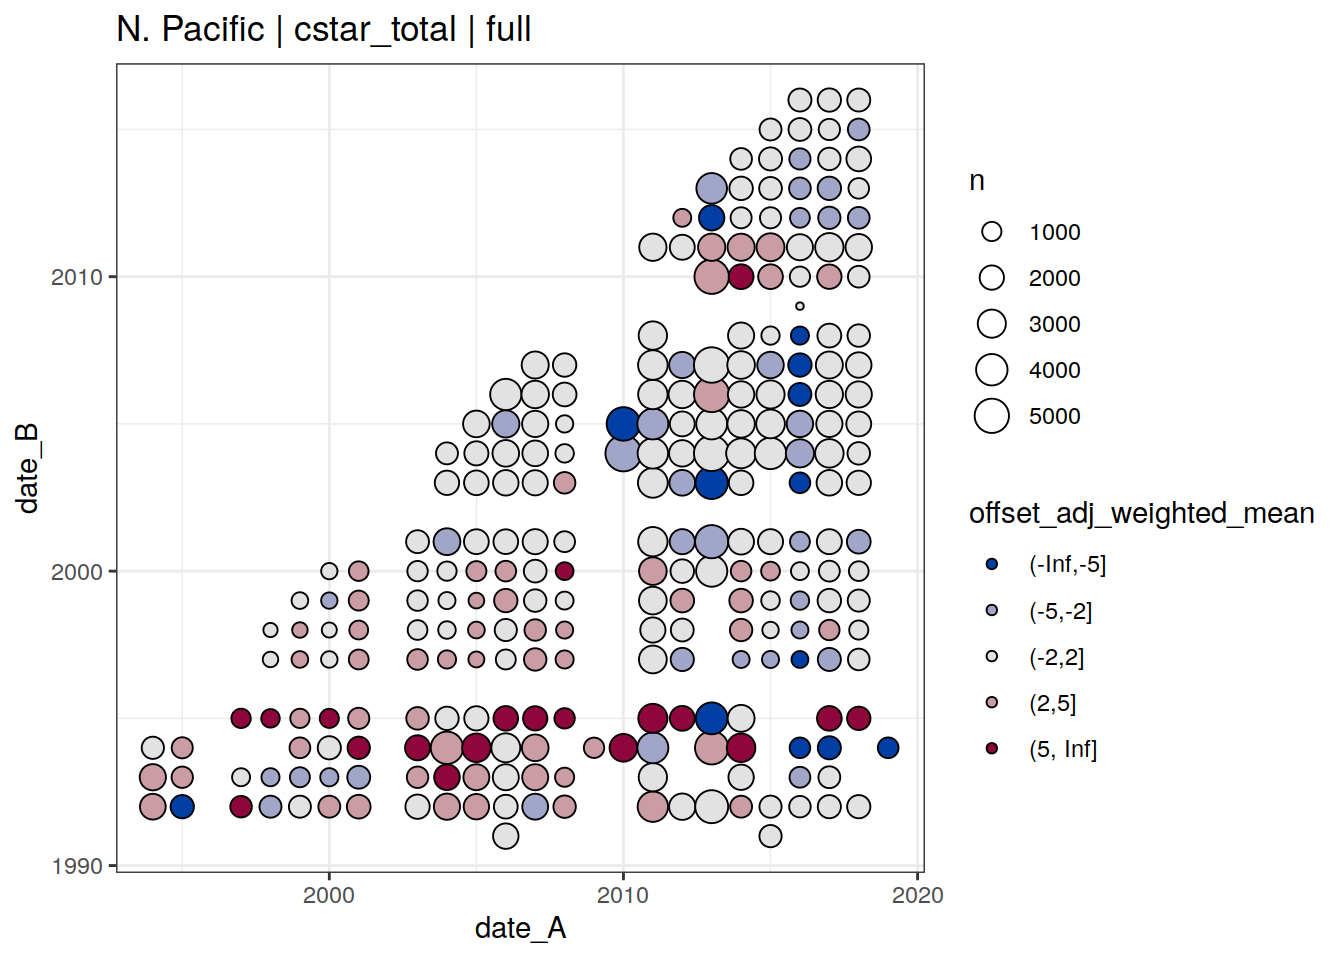 N. Pacific | cstar_total | full
date_B
2010
2000
1990
2000
2010
2020
date_A
n
1000
2000
3000
4000
5000
offset_adj_weighted_mean
(-Inf,-5]
(-5,-2]
(-2,2]
(2,5]
(5, Inf]